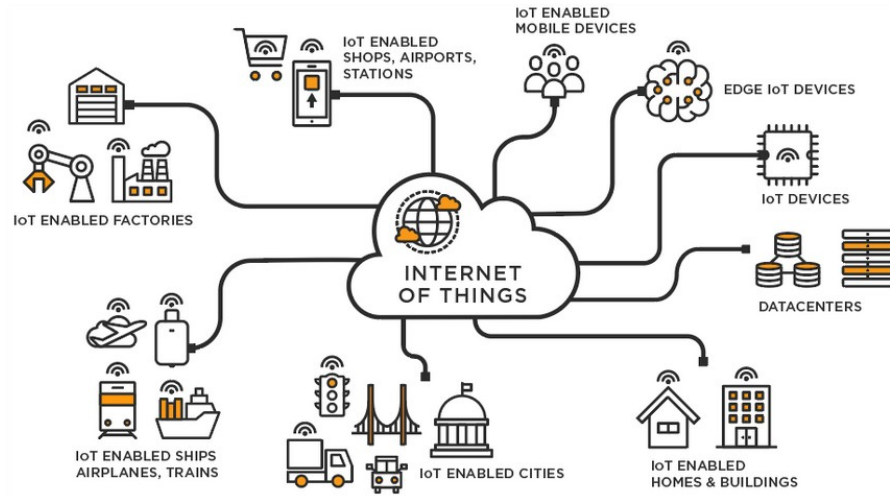 IoT ENABLED
SHOPS, AIRPORTS,
STATIONS
IoT ENABLED
MOBILE DEVICES
EDGE IoT DEVICES
IoT DEVICES
IoT ENABLED FACTORIES
INTERNET
OF THINGS
DATACENTERS
IoT ENABLED SHIPS
AIRPLANES, TRAINS
IoT ENABLED CITIES
IoT ENABLED
HOMES & BUILDINGS